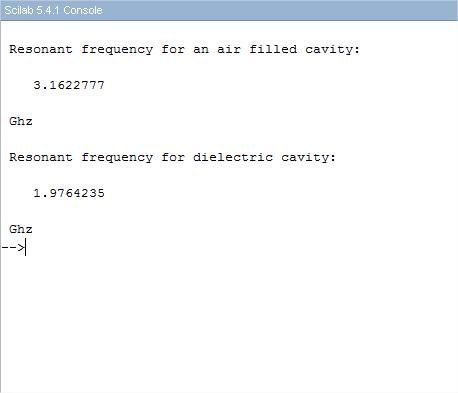 Scilab 5.4.1 Console
Resonant frequency for an air filled cavity:
3.1622777
Ghz
Resonant frequency for dielectric cavity:
1.9764235
Ghz
-->